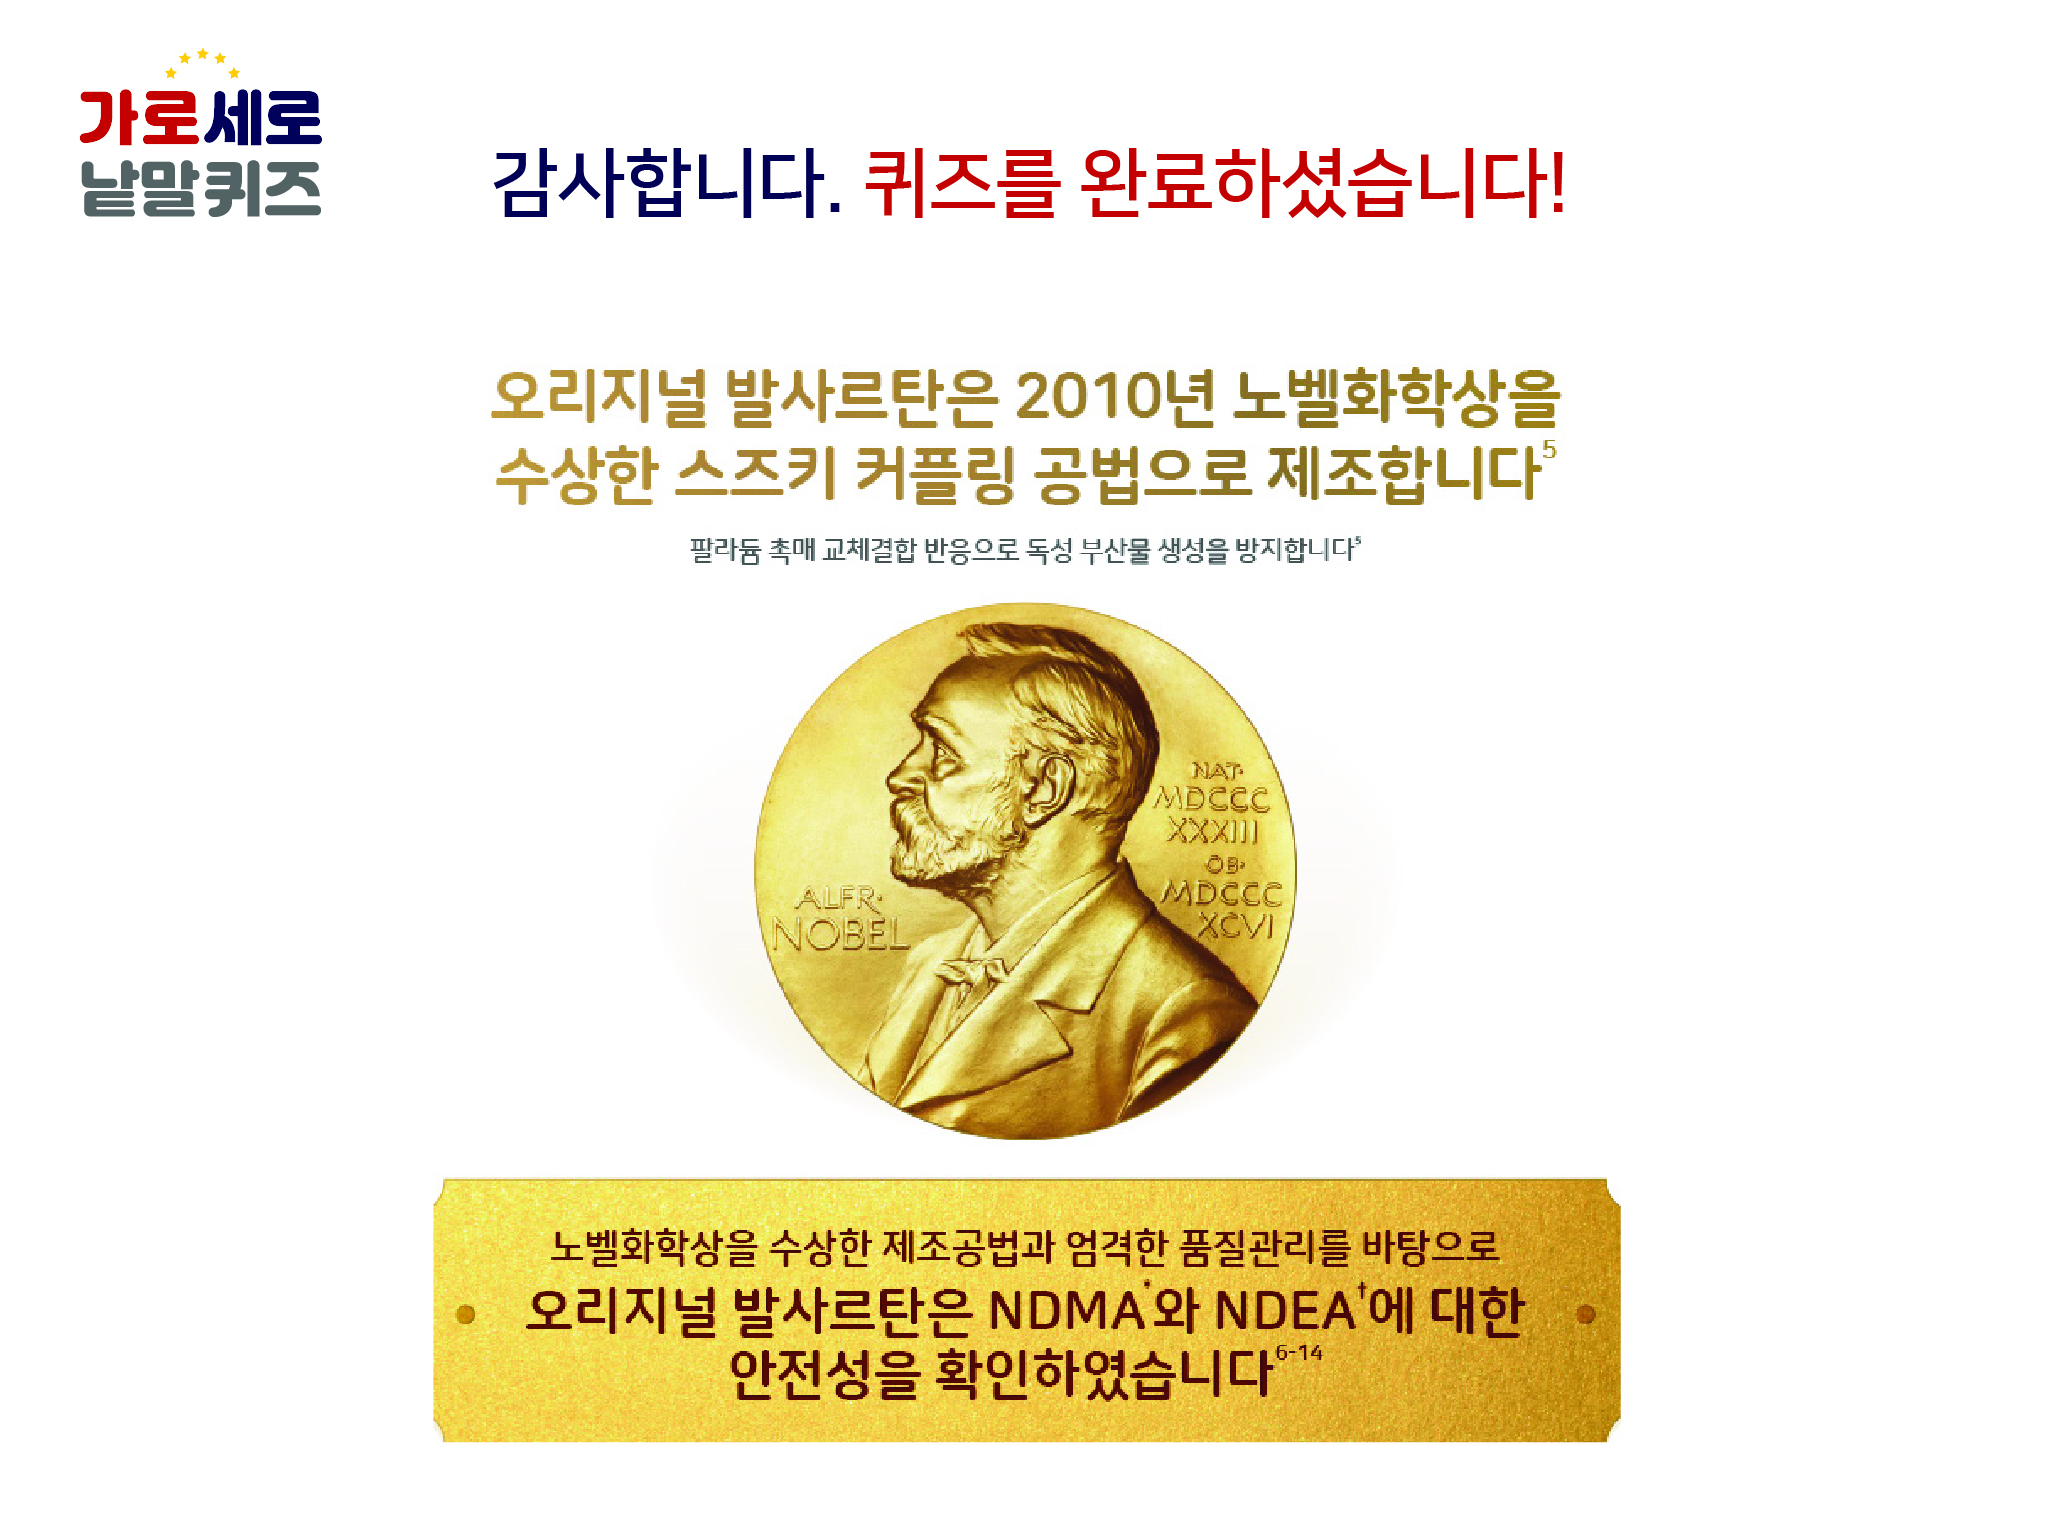 가로세로
낱말퀴즈
감사합니다. 퀴즈를 완료하셨습니다!
오리지널 발사르탄은 2010년 노벨화학상을
수상한 스즈키 커플링 공법으로 제조합니다5
팔라듐 촉매 교체결합 반응으로 독성 부산물 생성을 방지합니다5
NAT·
MDCCC
XXXIII
OB·
MDCCC
XCVI
ALFR·
NOBEL
노벨화학상을 수상한 제조공법과 엄격한 품질관리를 바탕으로
오리지널 발사르탄은 NDMA*와 NDEA†에 대한
안전성을 확인하였습니다6-14